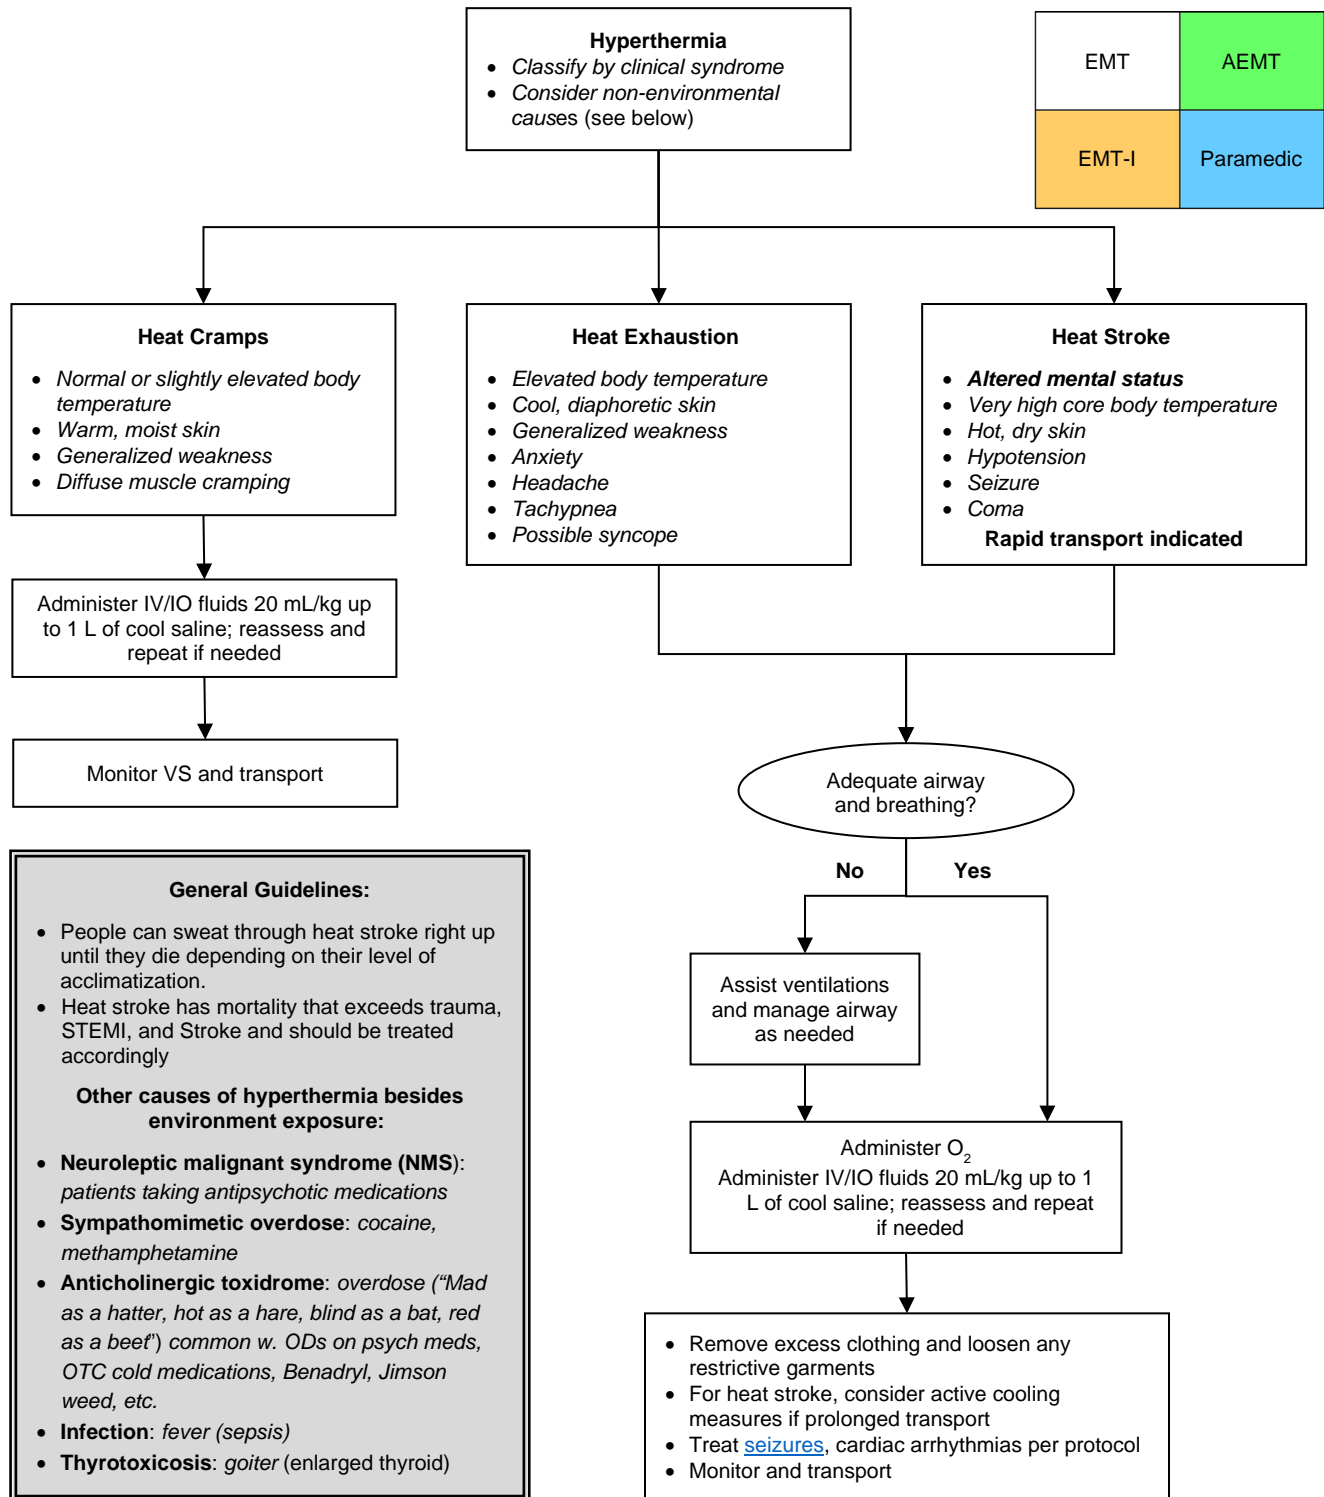 Hyperthermia
• Classify by clinical syndrome
• Consider non-environmental
causes (see below)
EMT
AEMT
EMT-I
Paramedic
Heat Cramps
• Normal or slightly elevated body
temperature
• Warm, moist skin
• Generalized weakness
• Diffuse muscle cramping
Heat Exhaustion
• Elevated body temperature
• Cool, diaphoretic skin
• Generalized weakness
• Anxiety
• Headache
• Tachypnea
• Possible syncope
Heat Stroke
• Altered mental status
• Very high core body temperature
• Hot, dry skin
• Hypotension
• Seizure
• Coma
Rapid transport indicated
Administer IV/IO fluids 20 mL/kg up
to 1 L of cool saline; reassess and
repeat if needed
Monitor VS and transport
Adequate airway
and breathing?
No
Yes
Assist ventilations
and manage airway
as needed
Administer O2
Administer IV/IO fluids 20 mL/kg up to 1
L of cool saline; reassess and repeat
if needed
• Remove excess clothing and loosen any
restrictive garments
• For heat stroke, consider active cooling
measures if prolonged transport
• Treat seizures, cardiac arrhythmias per protocol
• Monitor and transport
General Guidelines:
• People can sweat through heat stroke right up
until they die depending on their level of
acclimatization.
• Heat stroke has mortality that exceeds trauma,
STEMI, and Stroke and should be treated
accordingly
Other causes of hyperthermia besides
environment exposure:
• Neuroleptic malignant syndrome (NMS):
patients taking antipsychotic medications
• Sympathomimetic overdose: cocaine,
methamphetamine
• Anticholinergic toxidrome: overdose (“Mad
as a hatter, hot as a hare, blind as a bat, red
as a beef”) common w. ODs on psych meds,
OTC cold medications, Benadryl, Jimson
weed, etc.
• Infection: fever (sepsis)
• Thyrotoxicosis: goiter (enlarged thyroid)